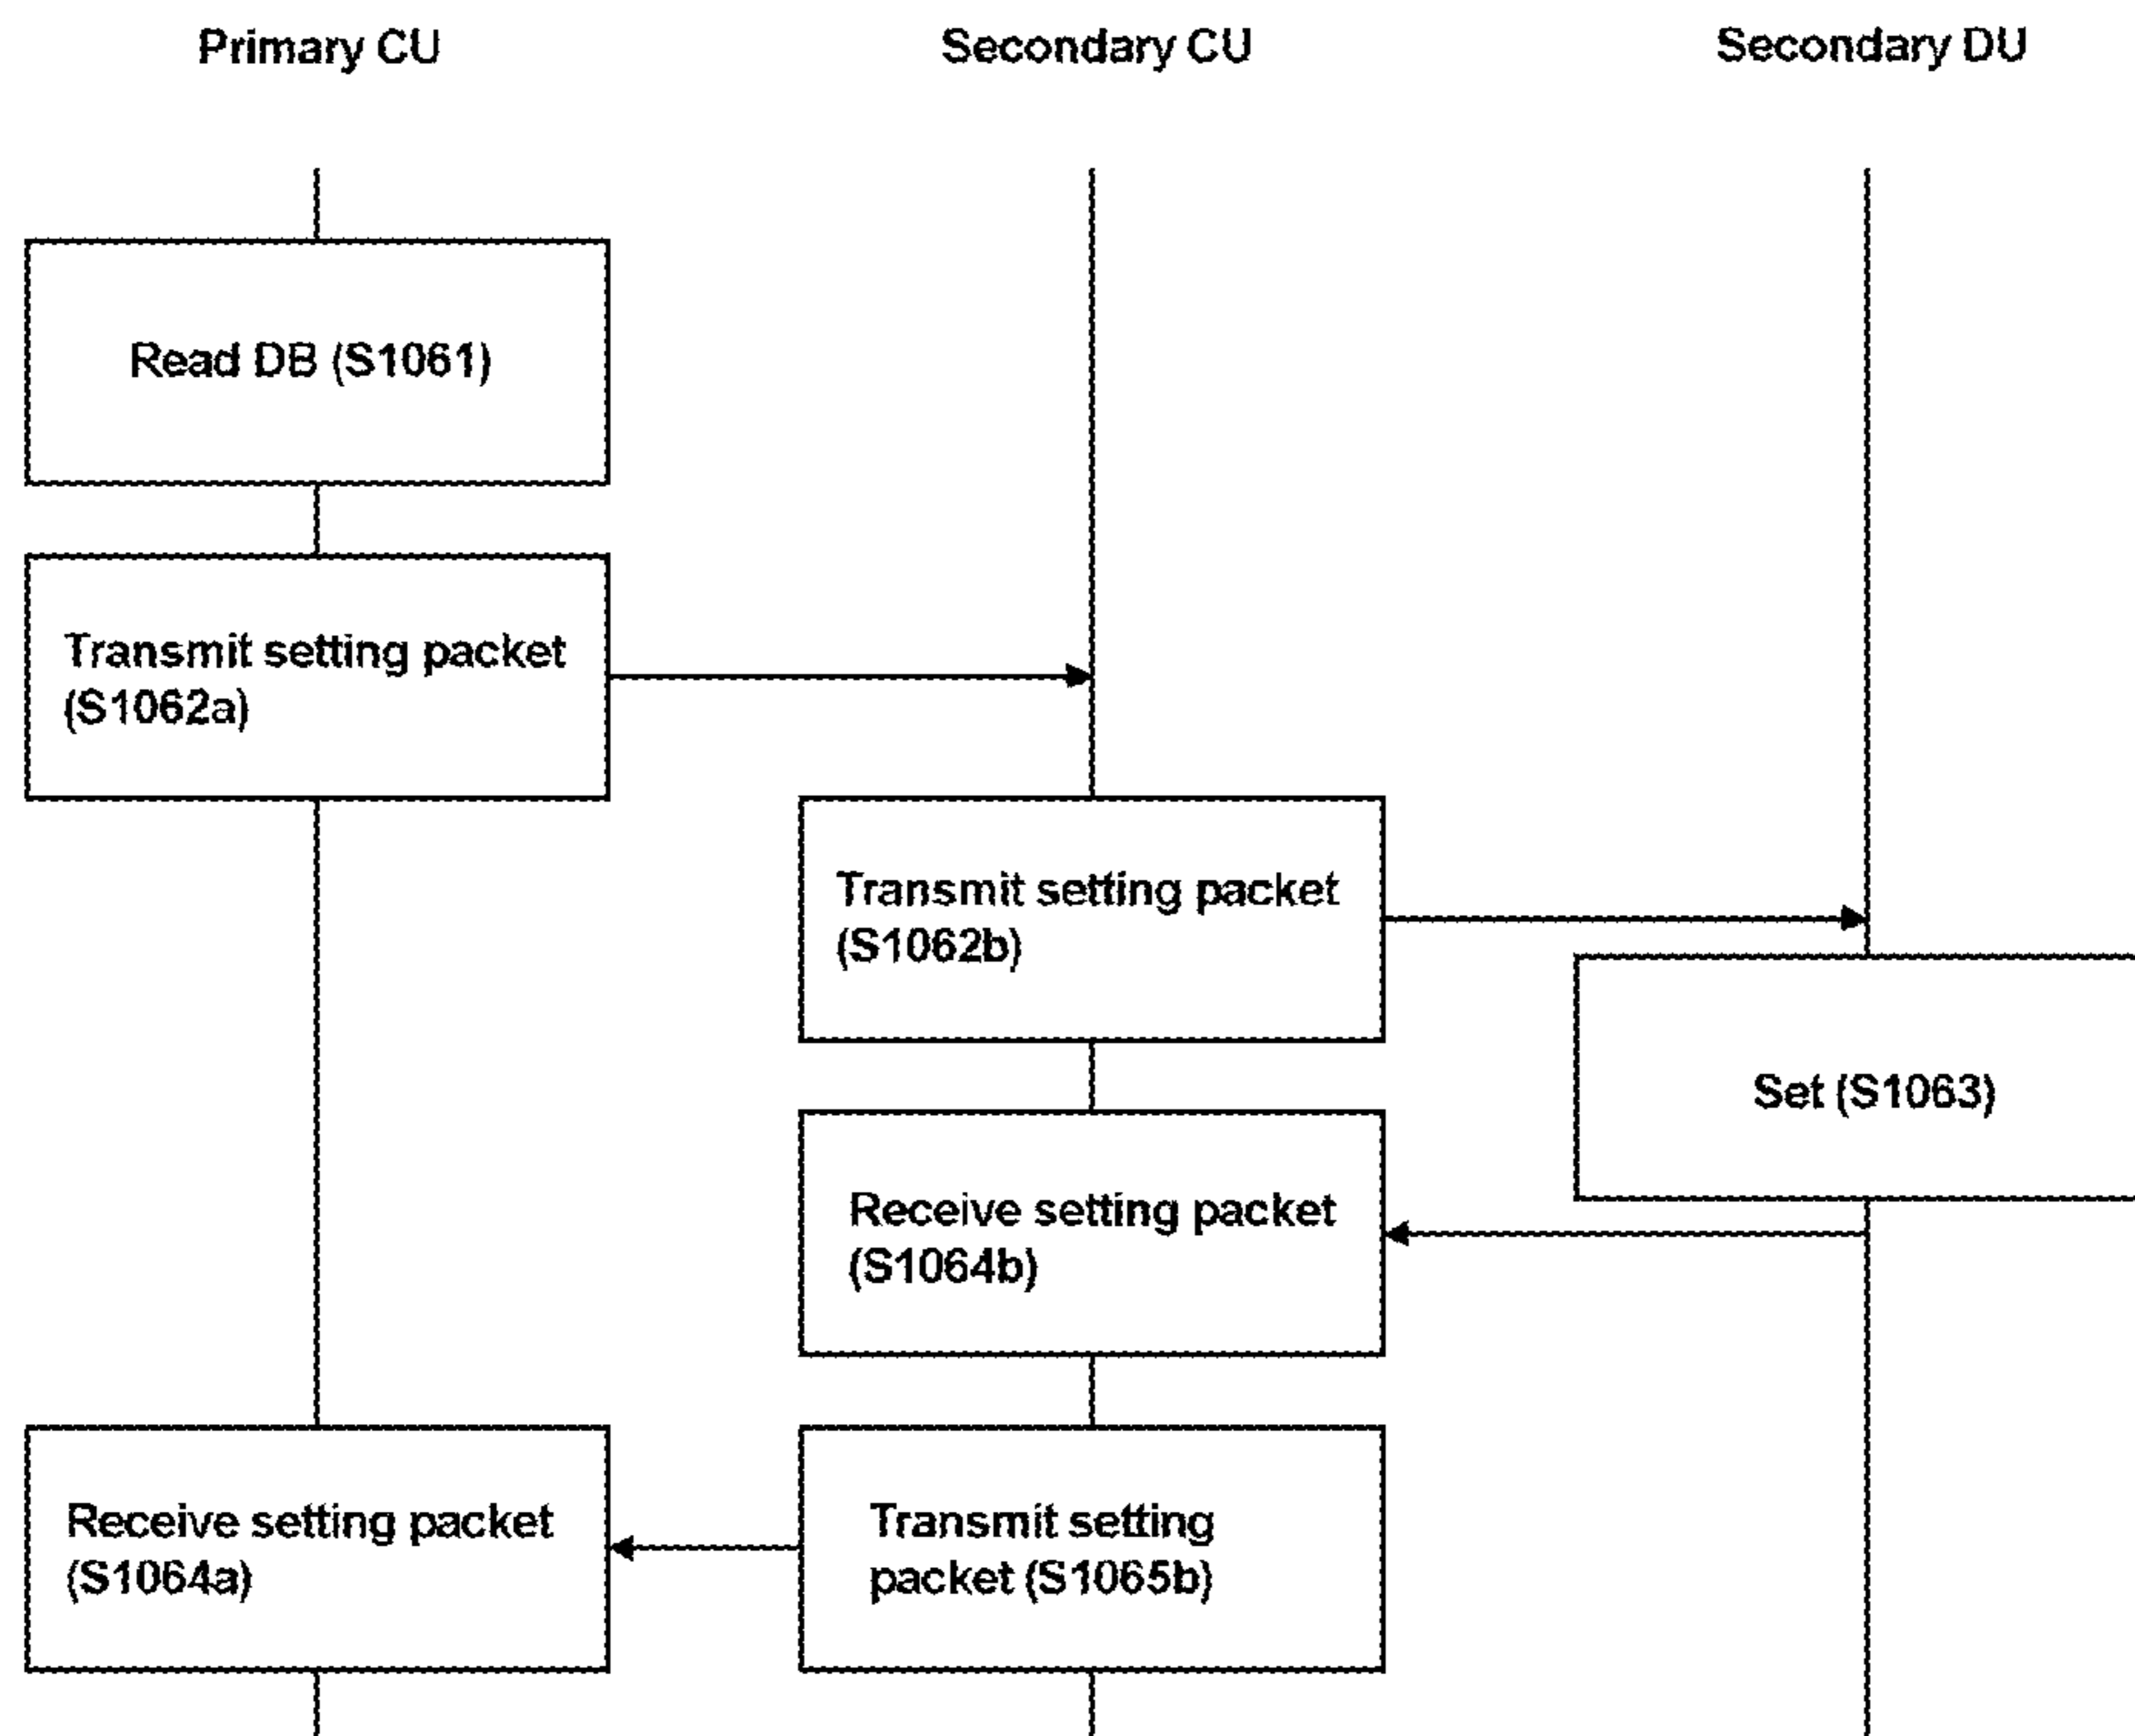 Primary CU
Secondary CU
Secondary DU
Read DB (S1061)
Transmit setting packet
(S1062a)
Transmit setting packet
(S1062b)
Set (S1063)
Receive setting packet
(S1064b)
Receive setting packet
(S1064a)
Transmit setting
packet (S1065b)